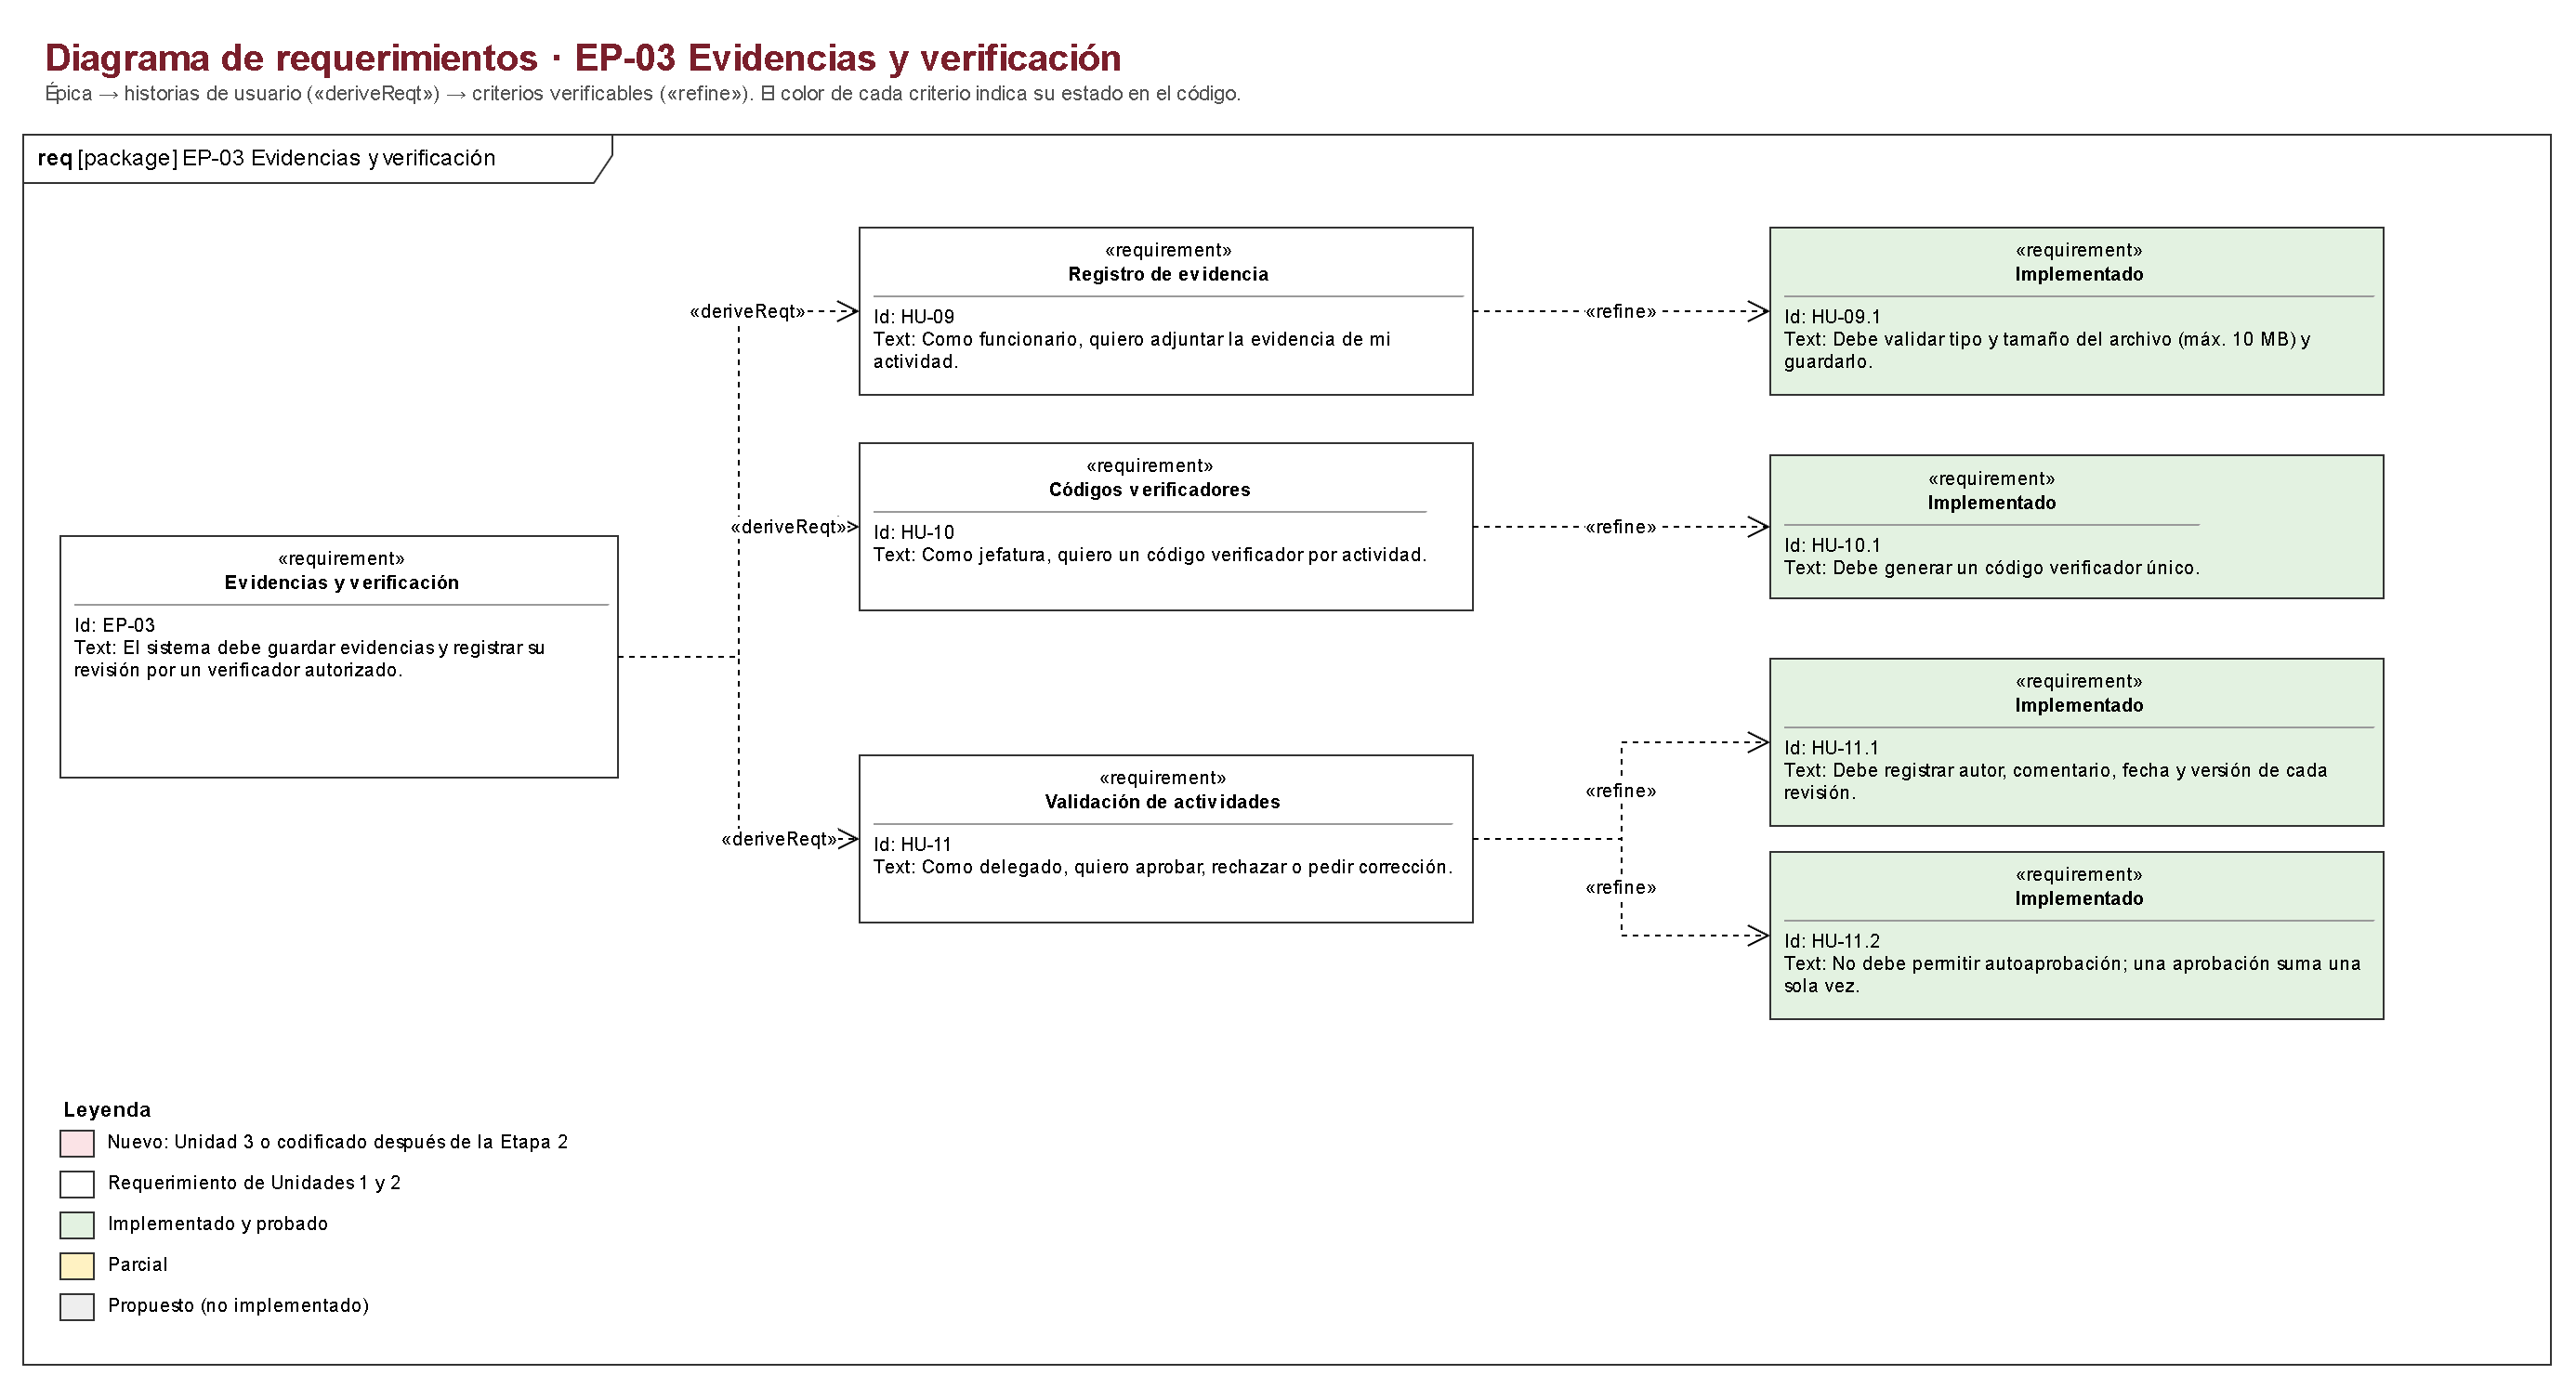 Diagrama de requerimientos · EP-03 Evidencias y verificación
Épica → historias de usuario («deriveReqt») → criterios verificables («refine»). El color de cada criterio indica su estado en el código.
req [package] EP-03 Evidencias y verificación
«requirement»
Evidencias y verificación
Id: EP-03
Text: El sistema debe guardar evidencias y registrar su
revisión por un verificador autorizado.
«deriveReqt»
«deriveReqt»
«deriveReqt»
«requirement»
Registro de evidencia
Id: HU-09
Text: Como funcionario, quiero adjuntar la evidencia de mi
actividad.
«refine»
«requirement»
Implementado
Id: HU-09.1
Text: Debe validar tipo y tamaño del archivo (máx. 10 MB) y
guardarlo.
«requirement»
Códigos verificadores
Id: HU-10
Text: Como jefatura, quiero un código verificador por actividad.
«refine»
«requirement»
Implementado
Id: HU-10.1
Text: Debe generar un código verificador único.
«requirement»
Validación de actividades
Id: HU-11
Text: Como delegado, quiero aprobar, rechazar o pedir corrección.
«refine»
«refine»
«requirement»
Implementado
Id: HU-11.1
Text: Debe registrar autor, comentario, fecha y versión de cada
revisión.
«requirement»
Implementado
Id: HU-11.2
Text: No debe permitir autoaprobación; una aprobación suma una
sola vez.
Leyenda
Nuevo: Unidad 3 o codificado después de la Etapa 2
Requerimiento de Unidades 1 y 2
Implementado y probado
Parcial
Propuesto (no implementado)